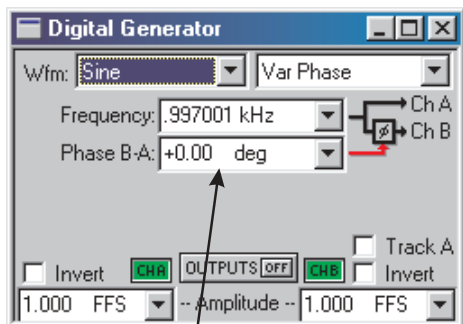 Digital Generator
Wfm: Sine Var Phase
Frequency: .997001 kHz Ch A
Ch B
Phase B-A: +0.00 deg
Track A
Invert CHA OUTPUTS OFF CHB Invert
1.000 FFS -- Amplitude -- 1.000 FFS